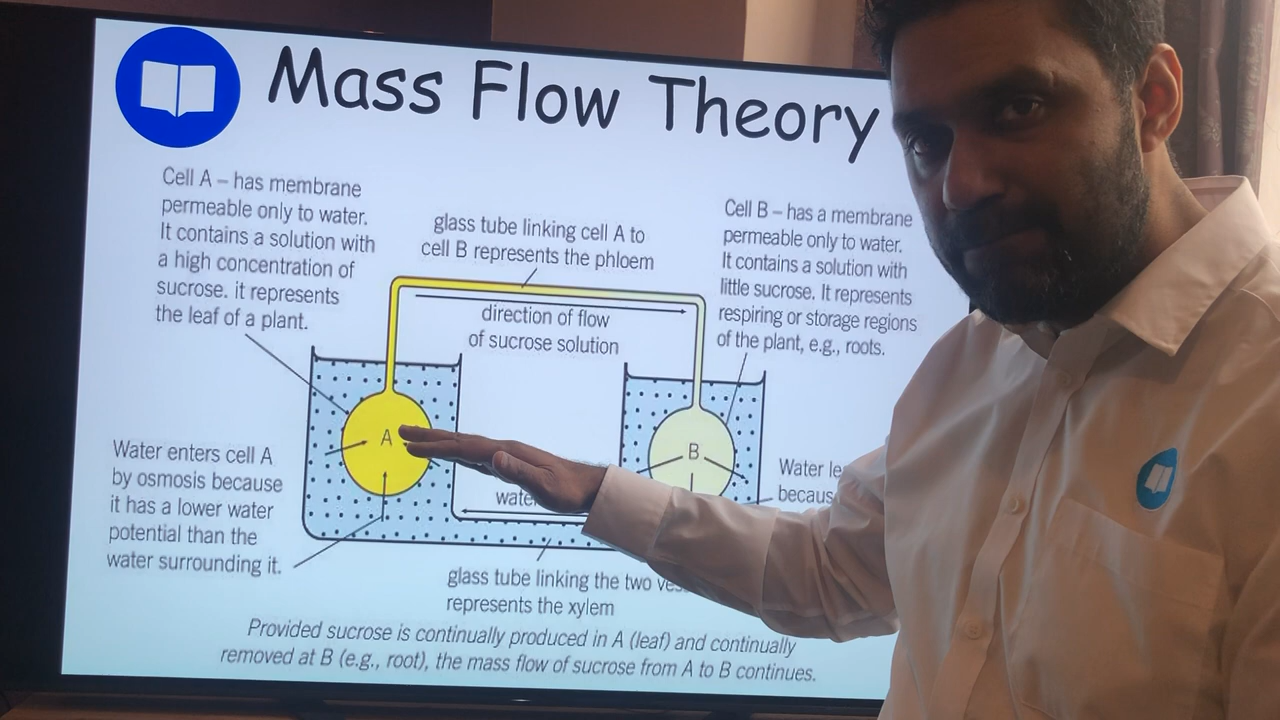 Mass Flow Theory
Cell A – has membrane
permeable only to water.
It contains a solution with
a high concentration of
sucrose. it represents
the leaf of a plant.
glass tube linking cell A to
cell B represents the phloem
Cell B – has a membrane
permeable only to water.
It contains a solution with
little sucrose. It represents
respiring or storage regions
of the plant, e.g., roots.
direction of flow
of sucrose solution
A
B
Water enters cell A
by osmosis because
it has a lower water
potential than the
water surrounding it.
Water
glass tube linking the two
represents the xylem
Provided sucrose is continually produced in A (leaf) and continually
removed at B (e.g., root), the mass flow of sucrose from A to B continues.